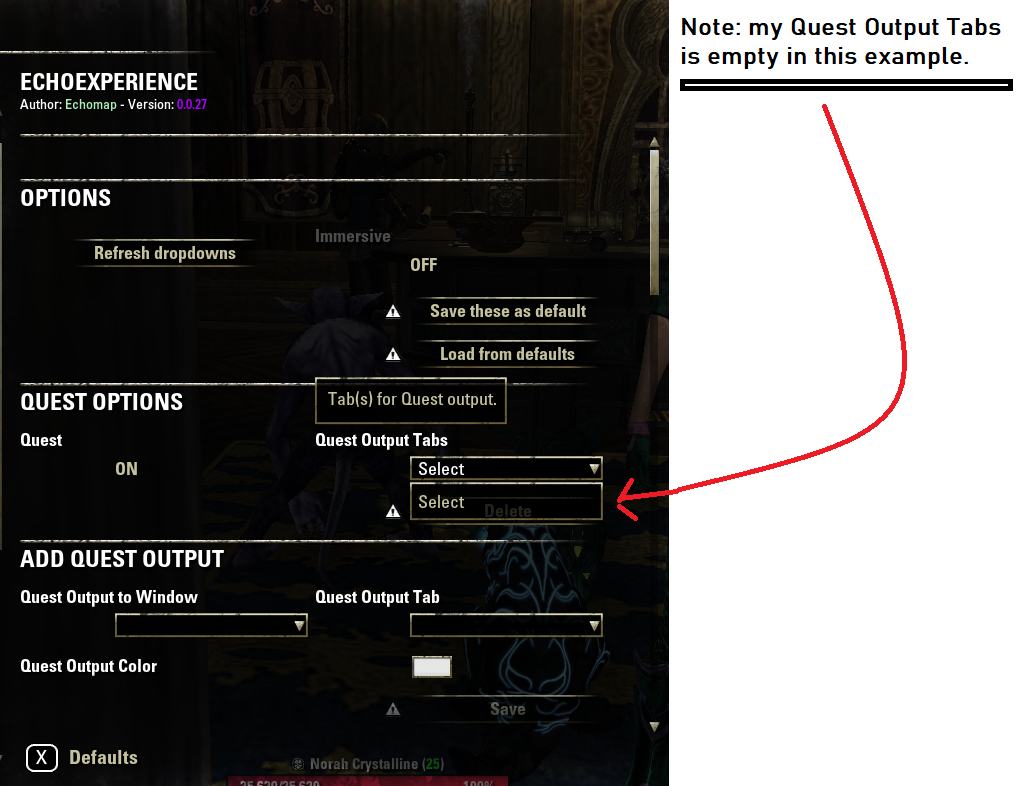 Note: my Quest Output Tabs
is empty in this example.
ECHOEXPERIENCE
Author: Echomap - Version: 0.0.27
OPTIONS
Immersive
Refresh dropdowns
OFF
Save these as default
Load from defaults
Tab(s) for Quest output.
QUEST OPTIONS
Quest
Quest Output Tabs
ON
Select
Select
Delete
ADD QUEST OUTPUT
Quest Output to Window
Quest Output Tab
Quest Output Color
Save
X Defaults
Norah Crystalline (25)
100%